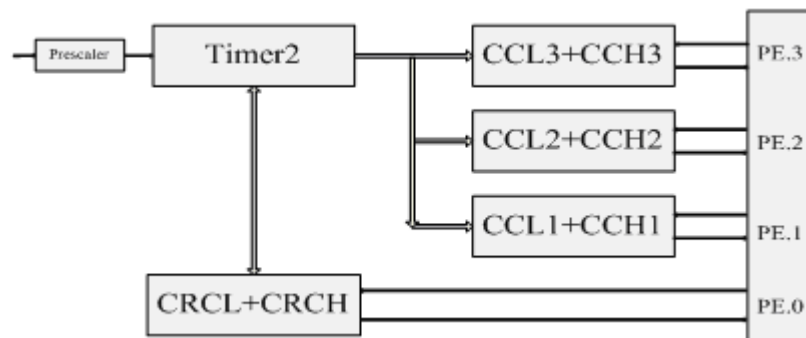 Prescaler
Timer2
CCL3+CCH3
PE.3
CCL2+CCH2
PE.2
CCL1+CCH1
PE.1
CRCL+CRCH
PE.0